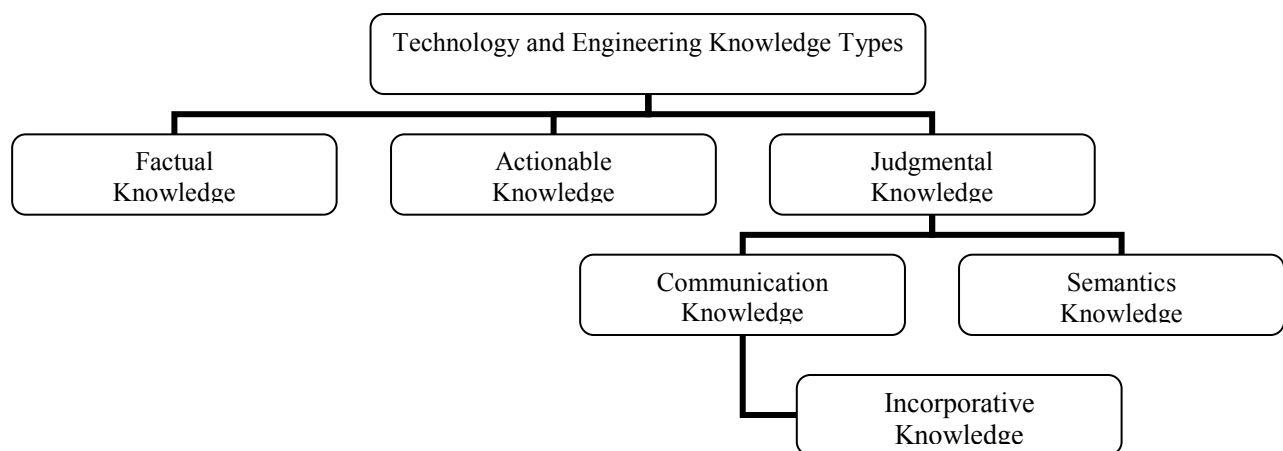 Technology and Engineering Knowledge Types
Factual
Knowledge
Actionable
Knowledge
Judgmental
Knowledge
Communication
Knowledge
Semantics
Knowledge
Incorporative
Knowledge